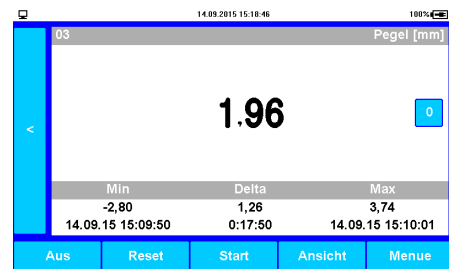 14.09.2015 15:18:46 100%
03 Pegel [mm]
1,96
<
0
Min Delta Max
-2,80 1,26 3,74
14.09.15 15:09:50 0:17:50 14.09.15 15:10:01
Aus Reset Start Ansicht Menue